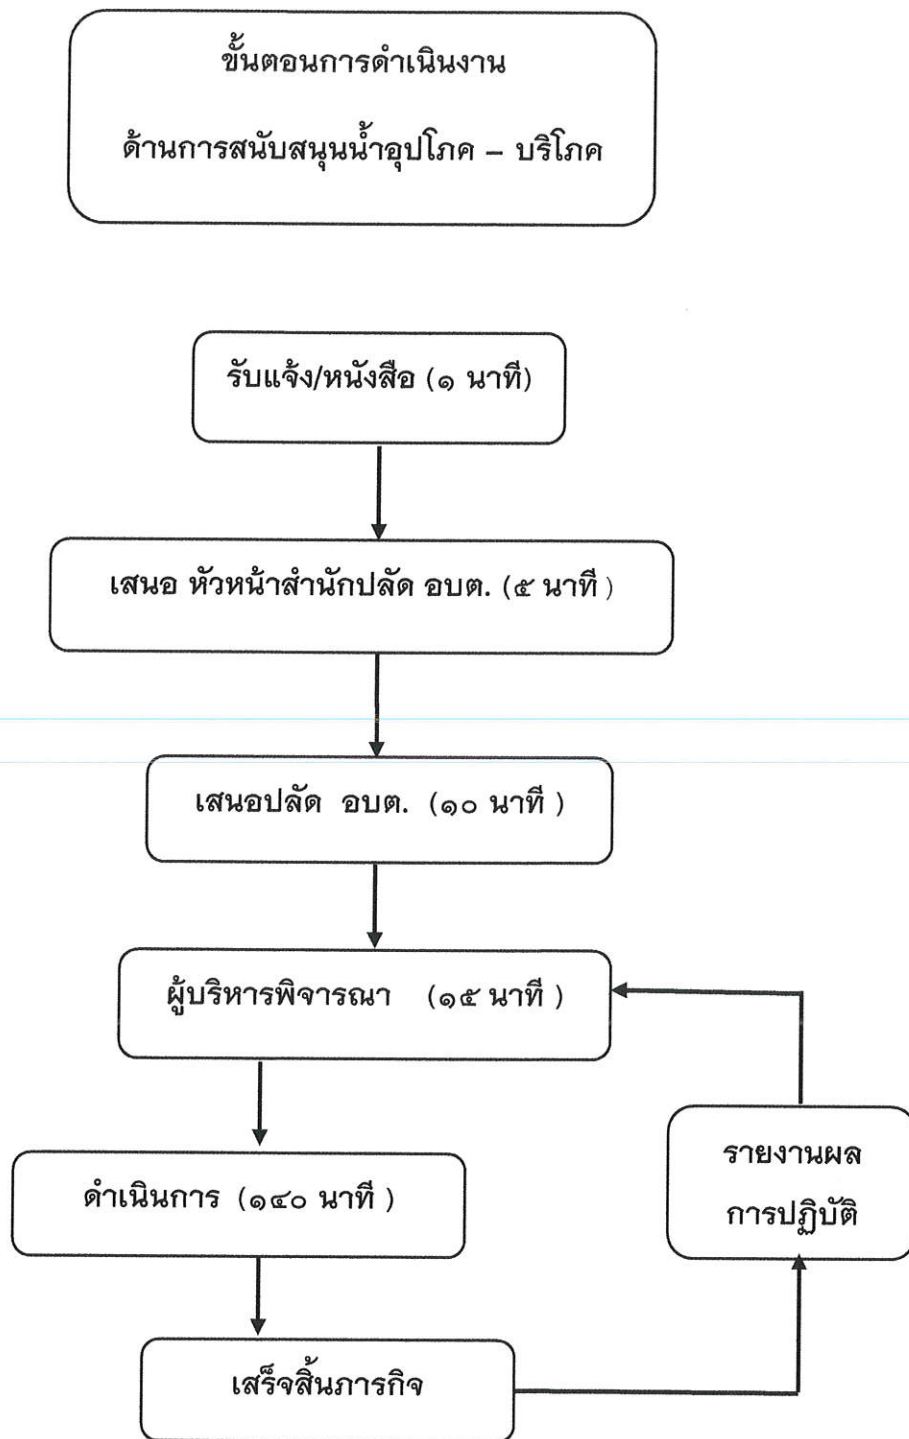 ขั้นตอนการดำเนินงาน
ด้านการสนับสนุนน้ำอุปโภค – บริโภค
รับแจ้ง/หนังสือ (๑ นาที)
เสนอ หัวหน้าสำนักปลัด อบต. (๕ นาที )
เสนอปลัด อบต. (๑๐ นาที )
ผู้บริหารพิจารณา (๑๕ นาที )
ดำเนินการ (๑๔๐ นาที )
รายงานผล
การปฏิบัติ
เสร็จสิ้นภารกิจ